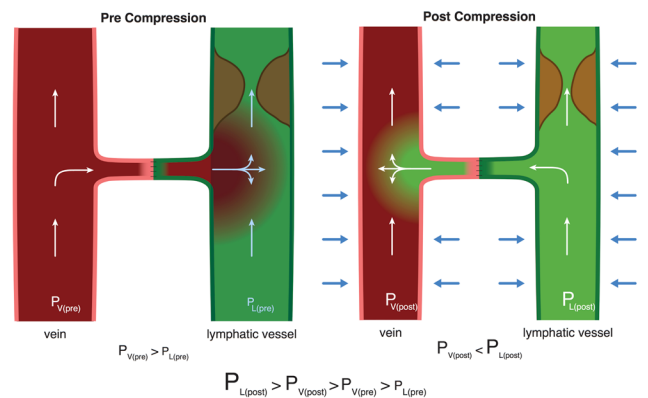 Pre Compression
Post Compression
PV(pre)
PL(pre)
PV(post)
PL(post)
vein
lymphatic vessel
vein
lymphatic vessel
PV(pre) > PL(pre)
PV(post) < PL(post)
PL(post) > PV(post) > PV(pre) > PL(pre)